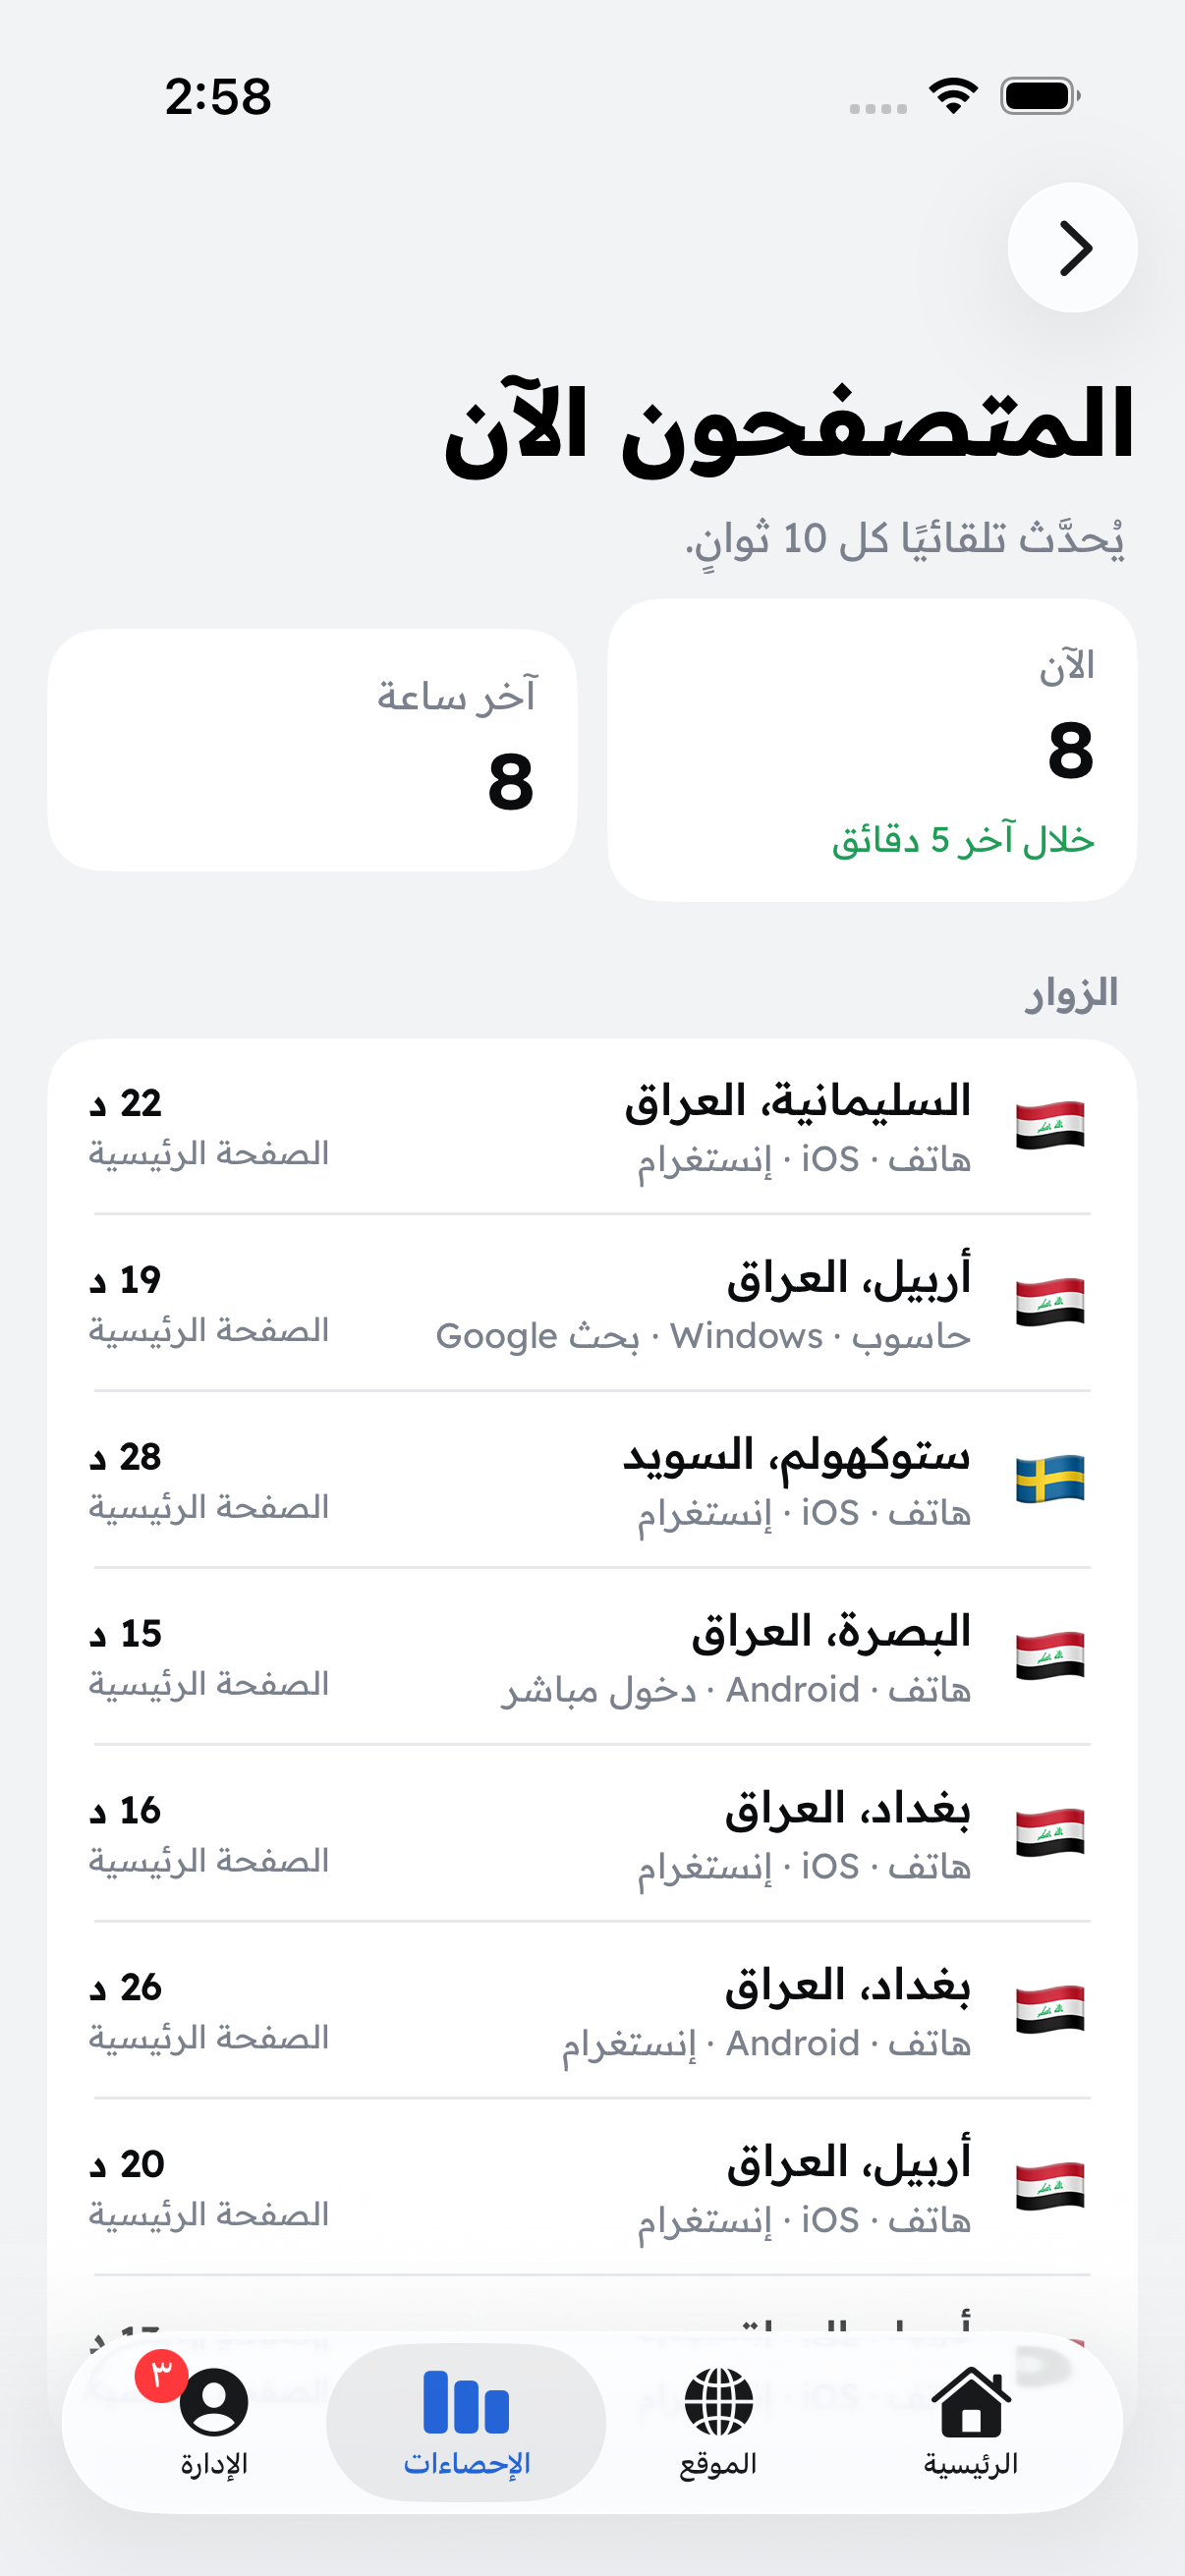 2:58
المتصفحون الآن
يُحدَّث تلقائيًا كل 10 ثوانٍ.
الآن
8
خلال آخر 5 دقائق
آخر ساعة
8
الزوار
السليمانية، العراق
هاتف · iOS · إنستغرام
22 د
الصفحة الرئيسية
أربيل، العراق
حاسوب · Windows · بحث Google
19 د
الصفحة الرئيسية
ستوكهولم، السويد
هاتف · iOS · إنستغرام
28 د
الصفحة الرئيسية
البصرة، العراق
هاتف · Android · دخول مباشر
15 د
الصفحة الرئيسية
بغداد، العراق
هاتف · iOS · إنستغرام
16 د
الصفحة الرئيسية
بغداد، العراق
هاتف · Android · إنستغرام
26 د
الصفحة الرئيسية
أربيل، العراق
هاتف · iOS · إنستغرام
20 د
الصفحة الرئيسية
الرئيسية
الموقع
الإحصاءات
الإدارة
٣